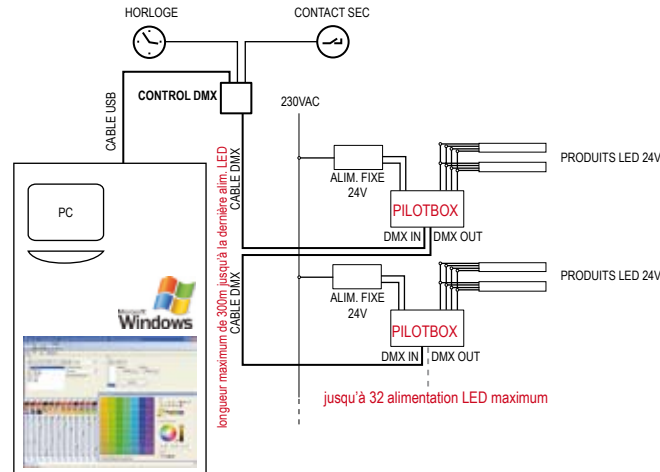 HORLOGE
CONTACT SEC
CABLE USB
CONTROL DMX
230VAC
PC
Microsoft
Windows
longueur maximum de 300m jusqu'à la dernière alim. LED
CABLE DMX
ALIM. FIXE
24V
PRODUITS LED 24V
PILOTBOX
DMX IN
DMX OUT
CABLE DMX
ALIM. FIXE
24V
PRODUITS LED 24V
PILOTBOX
DMX IN
DMX OUT
jusqu'à 32 alimentation LED maximum